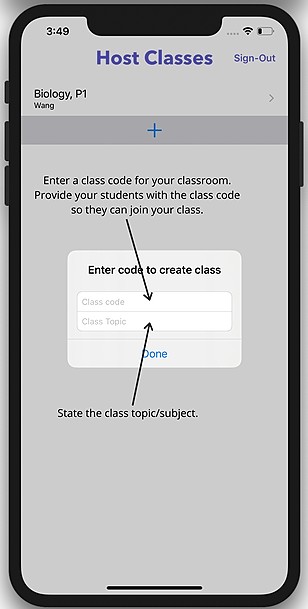 3:49
Host Classes
Sign-Out
Biology, P1
Wang
+
Enter a class code for your classroom.
Provide your students with the class code
so they can join your class.
Enter code to create class
Class code
Class Topic
Done
State the class topic/subject.